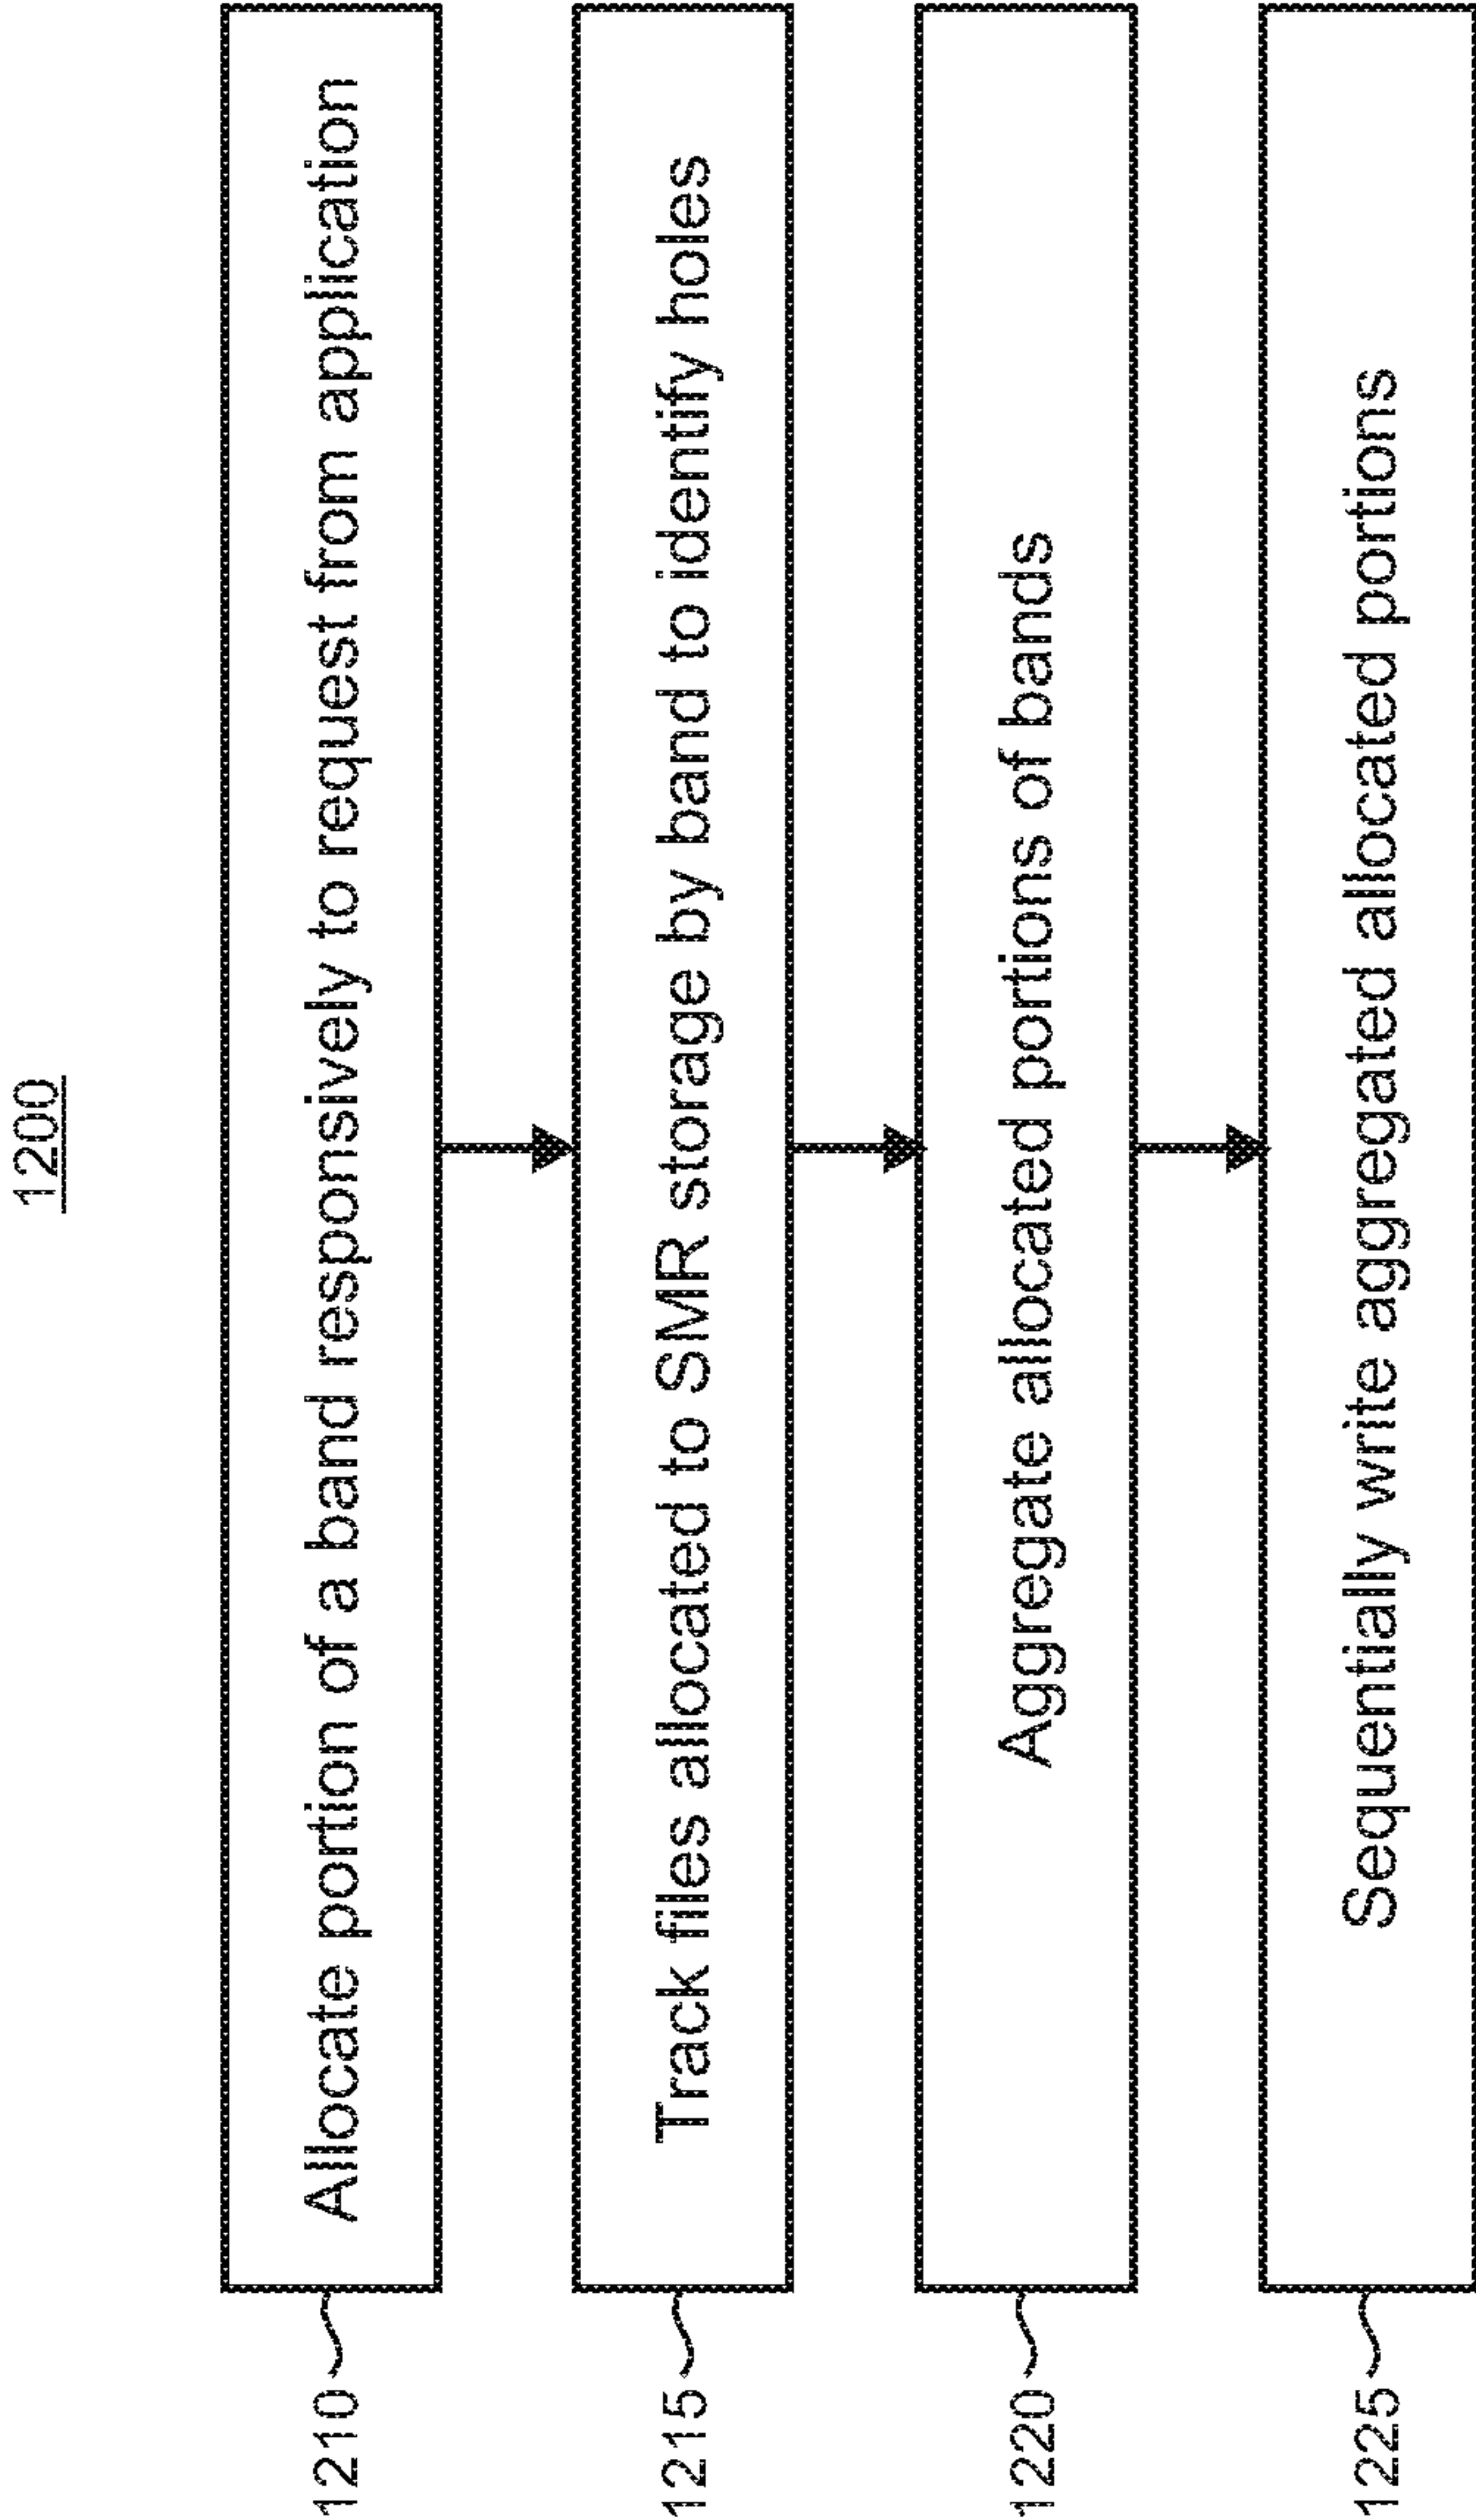 1200
1210 Allocate portion of a band responsively to request from application
1215 Track files allocated to SMR storage by band to identify holes
1220 Aggregate allocated portions of bands
1225 Sequentially write aggregated allocated portions